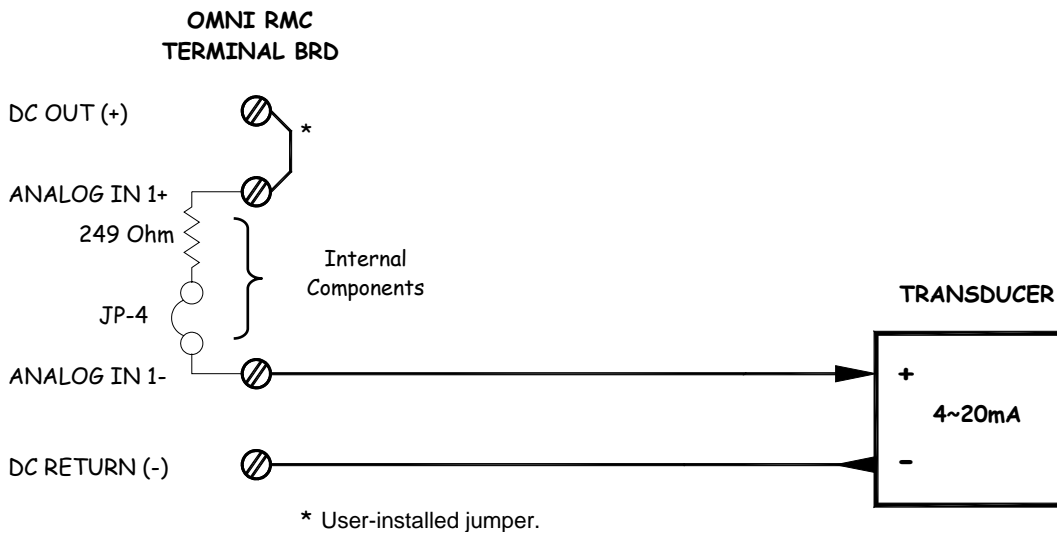 OMNI RMC
TERMINAL BRD
DC OUT (+)
*
ANALOG IN 1+
249 Ohm
Internal
Components
JP-4
TRANSDUCER
ANALOG IN 1-
+
4~20mA
DC RETURN (-)
-
* User-installed jumper.